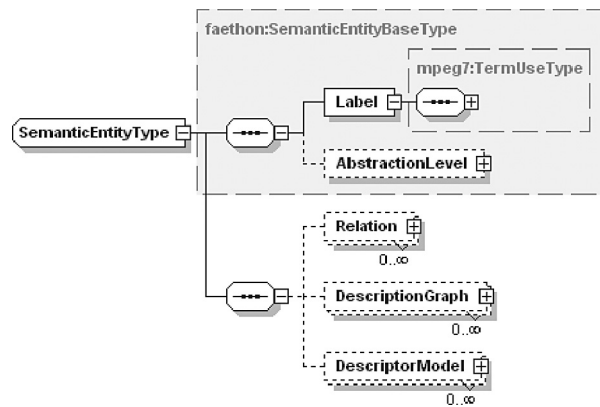 faethon:SemanticEntityBaseType
mpeg7:TermUseType
Label
SemanticEntityType
AbstractionLevel
Relation
0..∞
DescriptionGraph
0..∞
DescriptorModel
0..∞